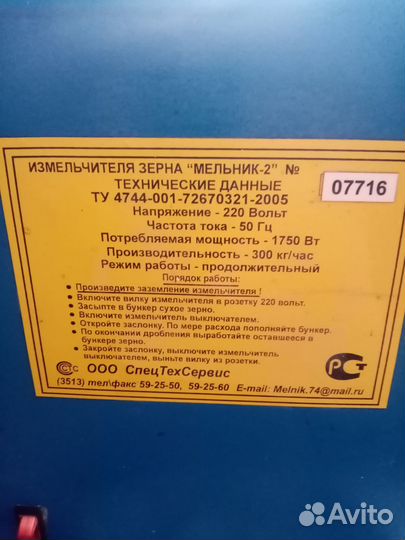 ИЗМЕЛЬЧИТЕЛЯ ЗЕРНА "МЕЛЬНИК-2" №
07716
ТЕХНИЧЕСКИЕ ДАННЫЕ
ТУ 4744-001-72670321-2005
Напряжение - 220 Вольт
Частота тока - 50 Гц
Потребляемая мощность - 1750 Вт
Производительность - 300 кг/час
Режим работы - продолжительный
Порядок работы:
• Произведите заземление измельчителя !
• Включите вилку измельчителя в розетку 220 вольт.
• Засыпте в бункер сухое зерно.
• Включите измельчитель выключателем.
• Откройте заслонку. По мере расхода пополняйте бункер.
• По окончании дробления выработайте оставшееся в
бункере зерно.
• Закройте заслонку, выключите измельчитель
выключателем, выньте вилку из розетки.
ООО СпецТехСервис
(3513) тел\факс 59-25-50, 59-25-60 E-mail: Melnik.74@mail.ru
РСТ
Avito